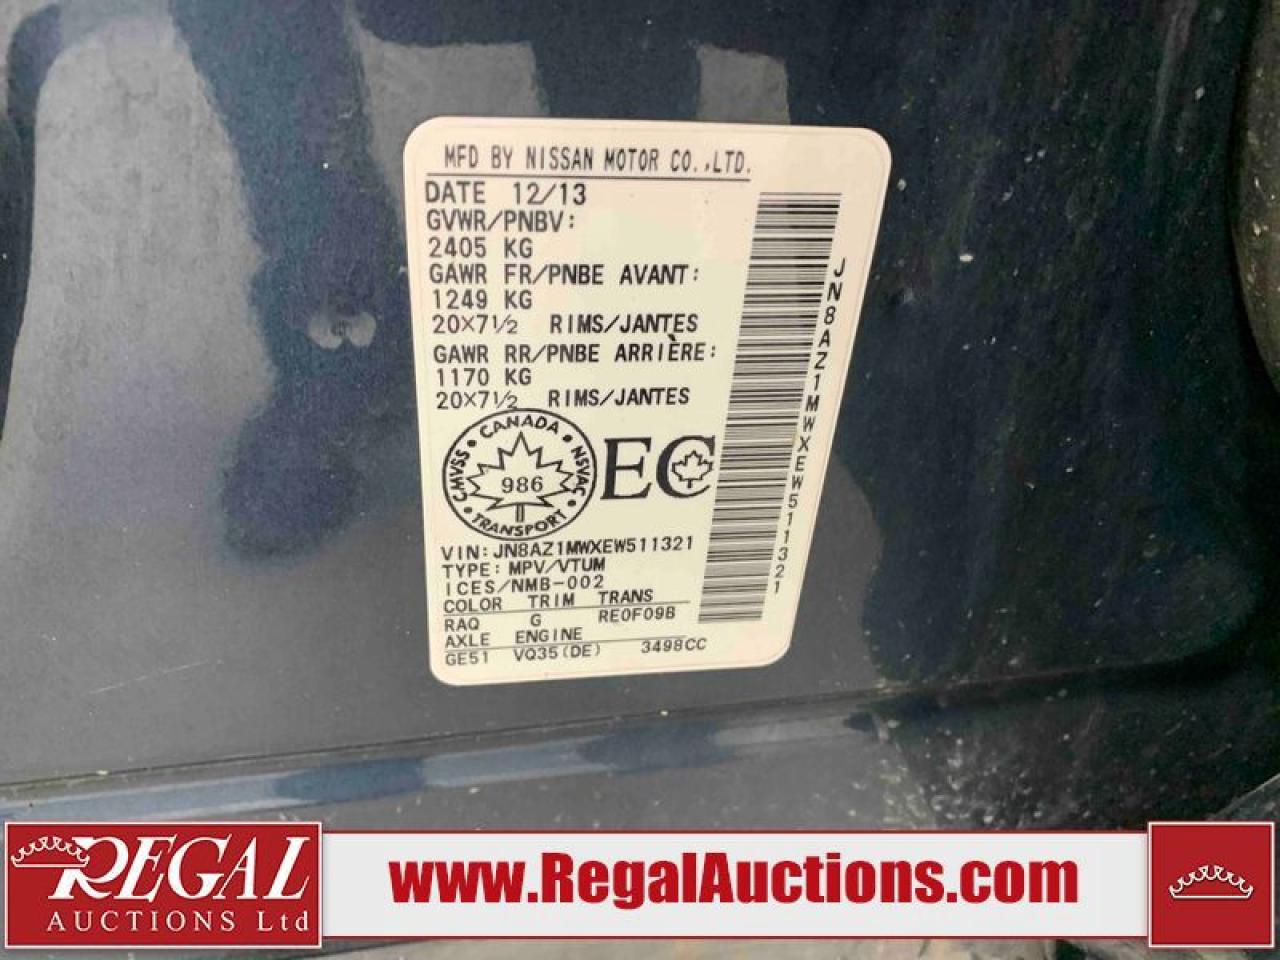 MFD BY NISSAN MOTOR CO.,LTD.
DATE 12/13
GVWR/PNBV:
2405 KG
GAWR FR/PNBE AVANT:
1249 KG
20×7½ RIMS/JANTES
GAWR RR/PNBE ARRIÈRE:
1170 KG
20×7½ RIMS/JANTES
CANADA
CMVSS
NSVAC
986
TRANSPORT
EC
VIN:JN8AZ1MWXEW511321
TYPE:MPV/VTUM
ICES/NMB-002
COLOR TRIM TRANS
RAQ G RE0F09B
AXLE ENGINE
GE51 VQ35(DE) 3498CC
JN8AZ1MWXEW511321
REGAL
AUCTIONS Ltd
www.RegalAuctions.com